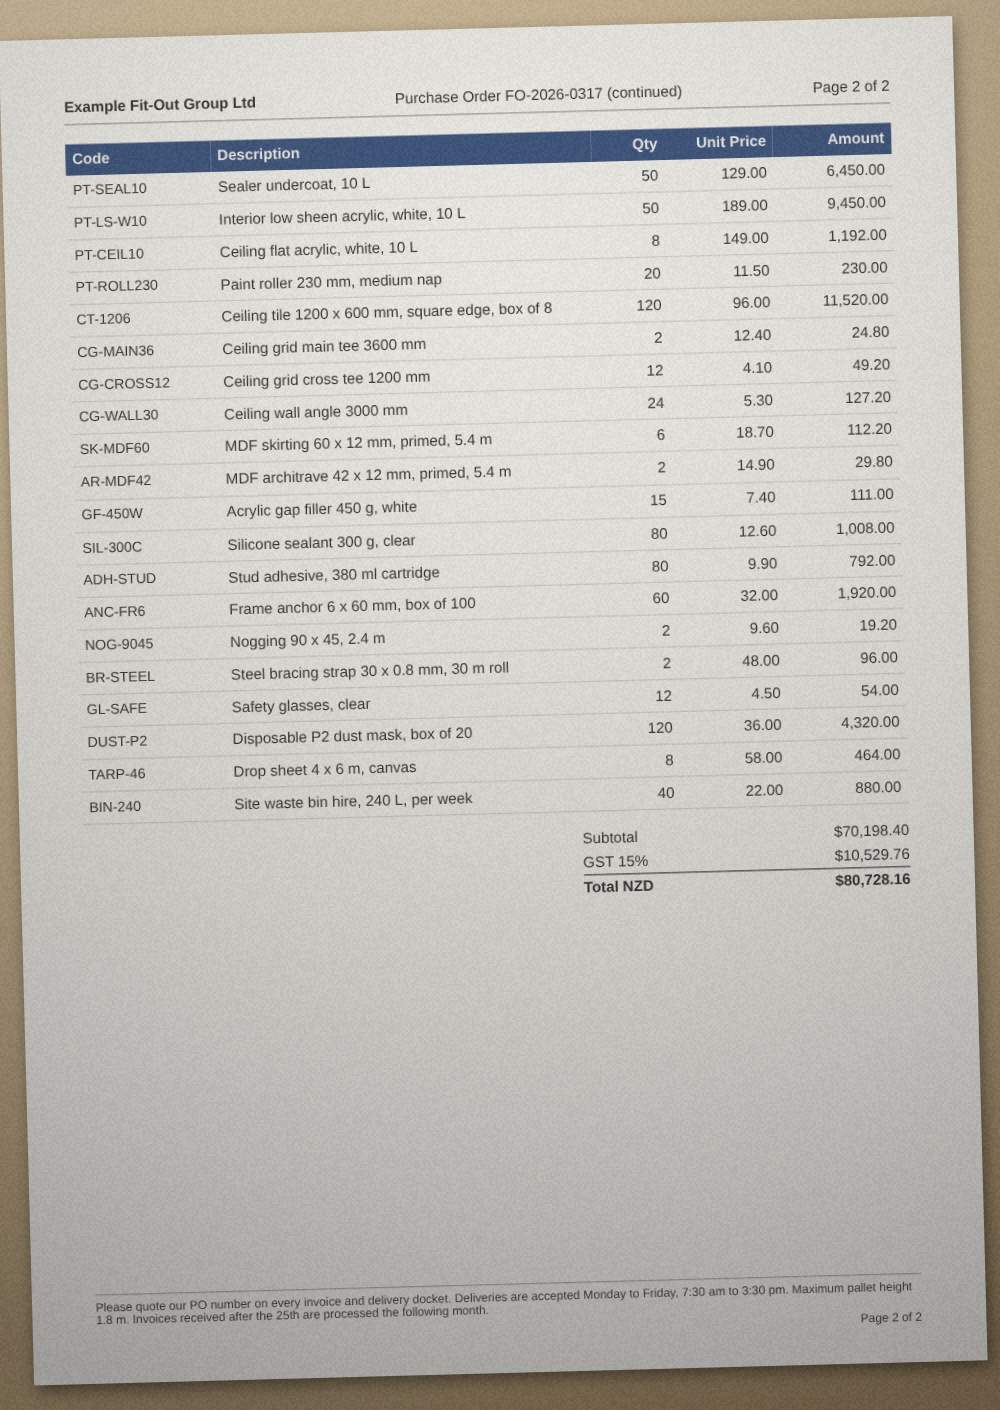 Example Fit-Out Group Ltd Purchase Order FO-2026-0317 (continued) Page 2 of 2
Code Description Qty Unit Price Amount
PT-SEAL10 Sealer undercoat, 10 L 50 129.00 6,450.00
PT-LS-W10 Interior low sheen acrylic, white, 10 L 50 189.00 9,450.00
PT-CEIL10 Ceiling flat acrylic, white, 10 L 8 149.00 1,192.00
PT-ROLL230 Paint roller 230 mm, medium nap 20 11.50 230.00
CT-1206 Ceiling tile 1200 x 600 mm, square edge, box of 8 120 96.00 11,520.00
CG-MAIN36 Ceiling grid main tee 3600 mm 2 12.40 24.80
CG-CROSS12 Ceiling grid cross tee 1200 mm 12 4.10 49.20
CG-WALL30 Ceiling wall angle 3000 mm 24 5.30 127.20
SK-MDF60 MDF skirting 60 x 12 mm, primed, 5.4 m 6 18.70 112.20
AR-MDF42 MDF architrave 42 x 12 mm, primed, 5.4 m 2 14.90 29.80
GF-450W Acrylic gap filler 450 g, white 15 7.40 111.00
SIL-300C Silicone sealant 300 g, clear 80 12.60 1,008.00
ADH-STUD Stud adhesive, 380 ml cartridge 80 9.90 792.00
ANC-FR6 Frame anchor 6 x 60 mm, box of 100 60 32.00 1,920.00
NOG-9045 Nogging 90 x 45, 2.4 m 2 9.60 19.20
BR-STEEL Steel bracing strap 30 x 0.8 mm, 30 m roll 2 48.00 96.00
GL-SAFE Safety glasses, clear 12 4.50 54.00
DUST-P2 Disposable P2 dust mask, box of 20 120 36.00 4,320.00
TARP-46 Drop sheet 4 x 6 m, canvas 8 58.00 464.00
BIN-240 Site waste bin hire, 240 L, per week 40 22.00 880.00
Subtotal $70,198.40
GST 15% $10,529.76
Total NZD $80,728.16
Please quote our PO number on every invoice and delivery docket. Deliveries are accepted Monday to Friday, 7:30 am to 3:30 pm. Maximum pallet height
1.8 m. Invoices received after the 25th are processed the following month.
Page 2 of 2